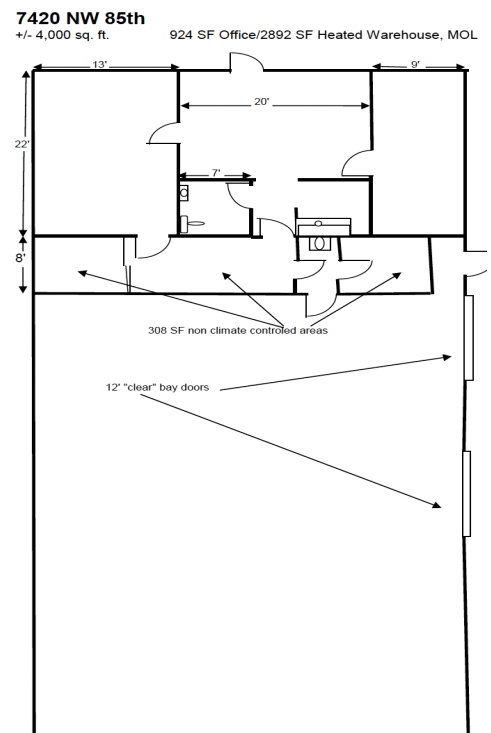 7420 NW 85th
+/- 4,000 sq. ft. 924 SF Office/2892 SF Heated Warehouse, MOL
13'
9'
20'
22'
7'
8'
308 SF non climate controled areas
12' "clear" bay doors